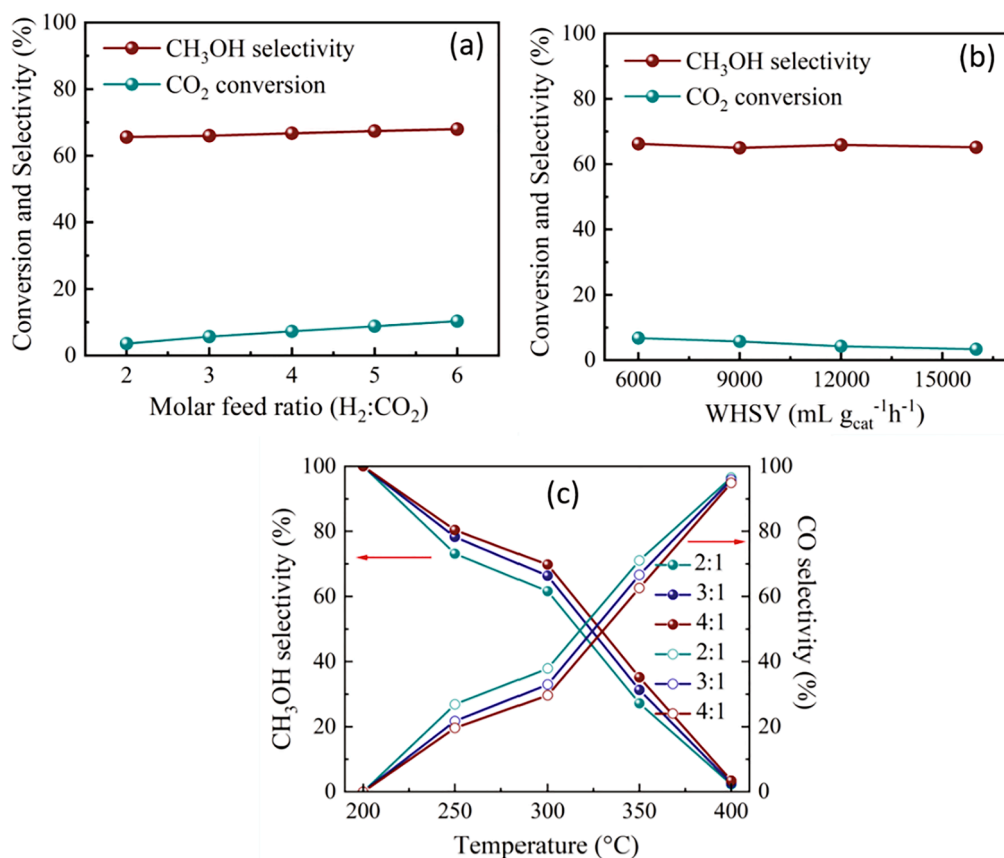 (a)
CH₃OH selectivity
CO₂ conversion
Conversion and Selectivity (%)
100
80
60
40
20
0
2 3 4 5 6
Molar feed ratio (H₂:CO₂)
(b)
CH₃OH selectivity
CO₂ conversion
Conversion and Selectivity (%)
100
80
60
40
20
0
6000 9000 12000 15000
WHSV (mL g_cat⁻¹h⁻¹)
(c)
CH₃OH selectivity (%)
100
80
60
40
20
0
2:1
3:1
4:1
2:1
3:1
4:1
100
80
60
40
20
0
CO selectivity
(%)
200 250 300 350 400
Temperature (°C)